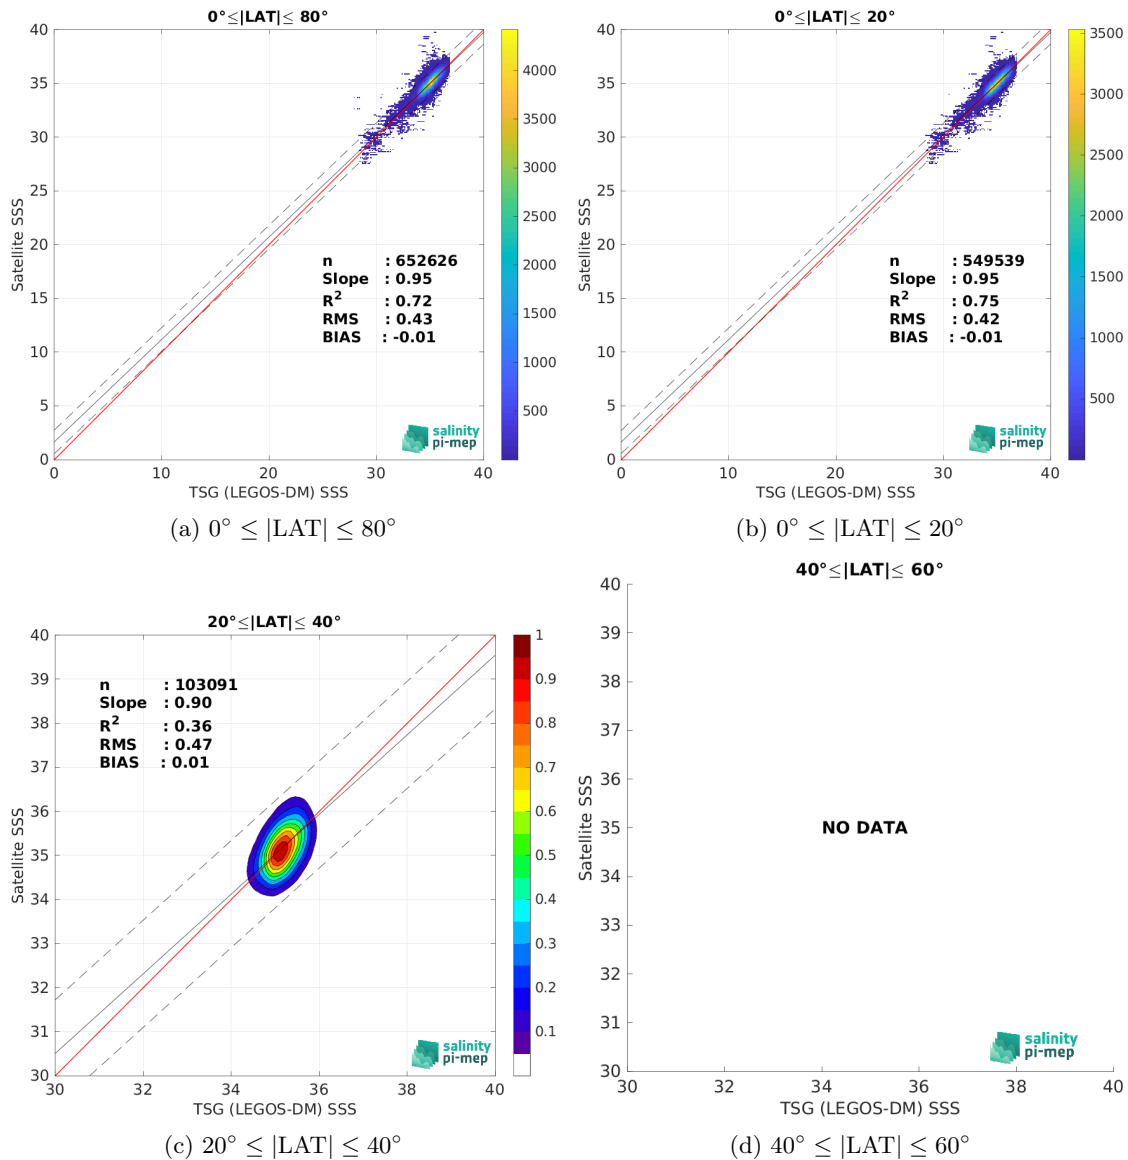 0°≤|LAT|≤ 80°
40
35
30
25
20
15
10
5
0
0
10
20
30
40
Satellite SSS
TSG (LEGOS-DM) SSS
n : 652626
Slope : 0.95
R² : 0.72
RMS : 0.43
BIAS : -0.01
salinity
pi-mep
4000
3500
3000
2500
2000
1500
1000
500
(a) 0° ≤ |LAT| ≤ 80°
0°≤|LAT|≤ 20°
40
35
30
25
20
15
10
5
0
0
10
20
30
40
Satellite SSS
TSG (LEGOS-DM) SSS
n : 549539
Slope : 0.95
R² : 0.75
RMS : 0.42
BIAS : -0.01
salinity
pi-mep
3500
3000
2500
2000
1500
1000
500
(b) 0° ≤ |LAT| ≤ 20°
20°≤|LAT|≤ 40°
40
39
38
37
36
35
34
33
32
31
30
30
32
34
36
38
40
Satellite SSS
TSG (LEGOS-DM) SSS
n : 103091
Slope : 0.90
R² : 0.36
RMS : 0.47
BIAS : 0.01
salinity
pi-mep
1
0.9
0.8
0.7
0.6
0.5
0.4
0.3
0.2
0.1
(c) 20° ≤ |LAT| ≤ 40°
40°≤|LAT|≤ 60°
40
39
38
37
36
35
34
33
32
31
30
30
32
34
36
38
40
Satellite SSS
TSG (LEGOS-DM) SSS
NO DATA
salinity
pi-mep
(d) 40° ≤ |LAT| ≤ 60°